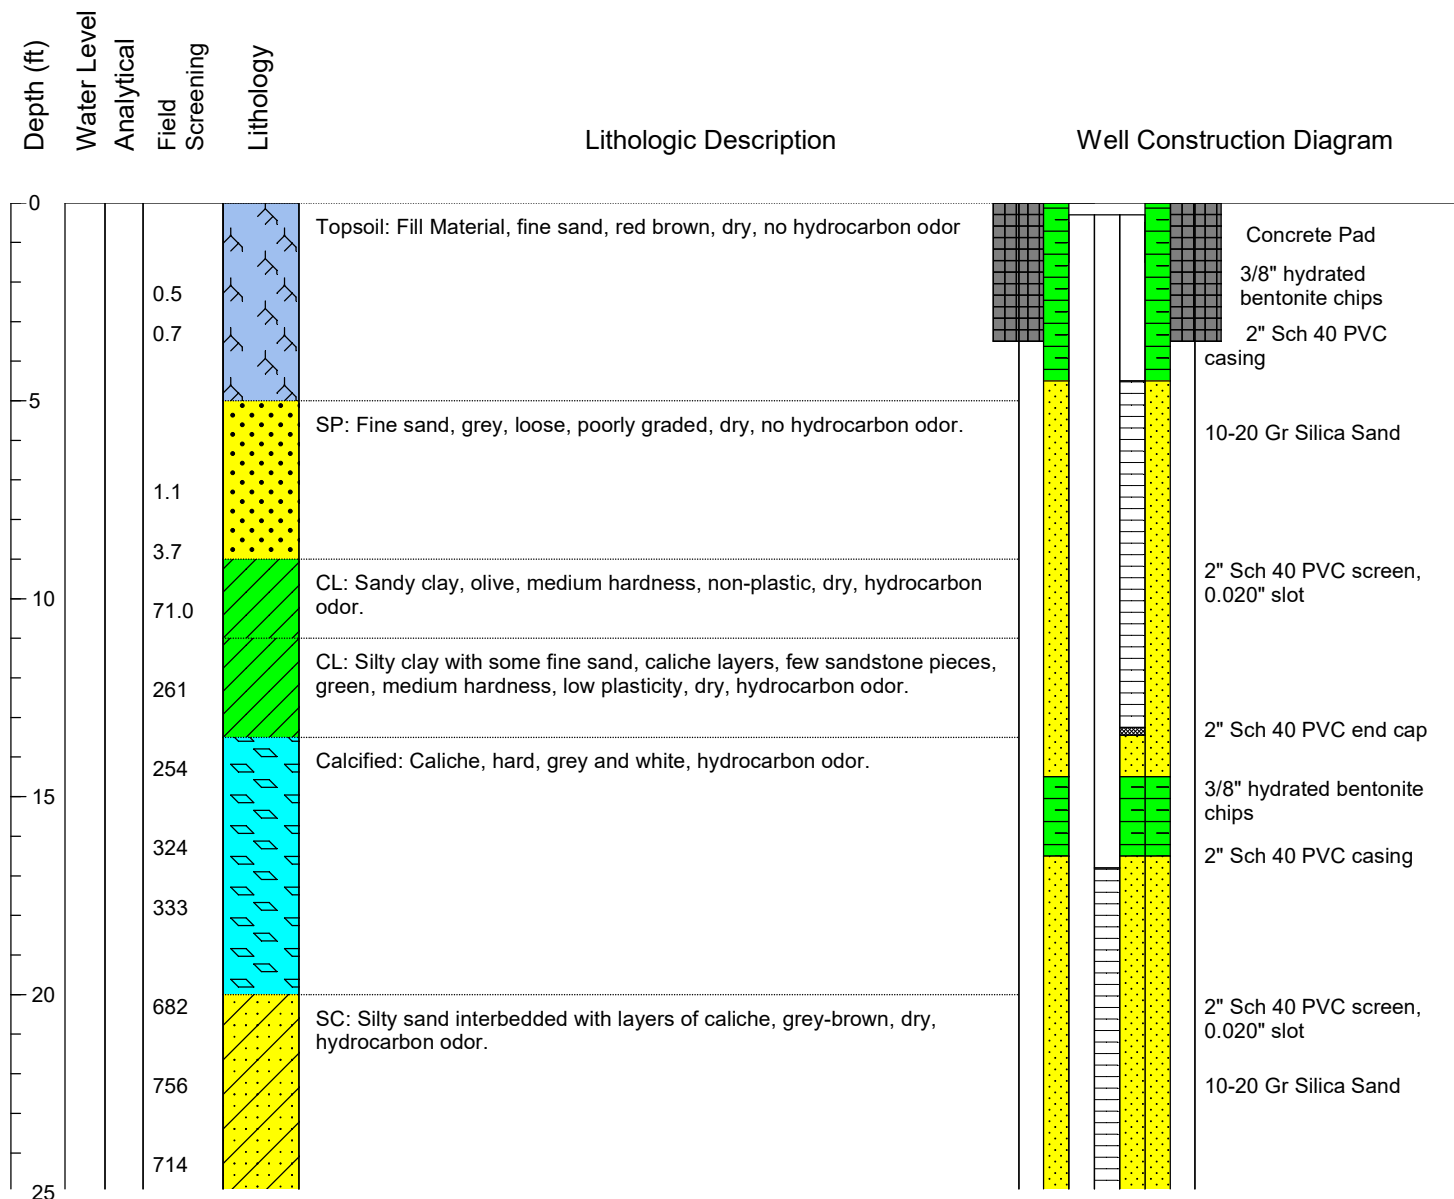 Depth (ft)
Water Level
Analytical
Field
Screening
Lithology
Lithologic Description
Well Construction Diagram
0
Topsoil: Fill Material, fine sand, red brown, dry, no hydrocarbon odor
Concrete Pad
3/8" hydrated
bentonite chips
0.5
0.7
2" Sch 40 PVC
casing
5
SP: Fine sand, grey, loose, poorly graded, dry, no hydrocarbon odor.
10-20 Gr Silica Sand
1.1
3.7
CL: Sandy clay, olive, medium hardness, non-plastic, dry, hydrocarbon
odor.
2" Sch 40 PVC screen,
0.020" slot
10
71.0
CL: Silty clay with some fine sand, caliche layers, few sandstone pieces,
green, medium hardness, low plasticity, dry, hydrocarbon odor.
261
2" Sch 40 PVC end cap
Calcified: Caliche, hard, grey and white, hydrocarbon odor.
254
15
3/8" hydrated bentonite
chips
324
2" Sch 40 PVC casing
333
20
682
SC: Silty sand interbedded with layers of caliche, grey-brown, dry,
hydrocarbon odor.
2" Sch 40 PVC screen,
0.020" slot
756
10-20 Gr Silica Sand
714
25